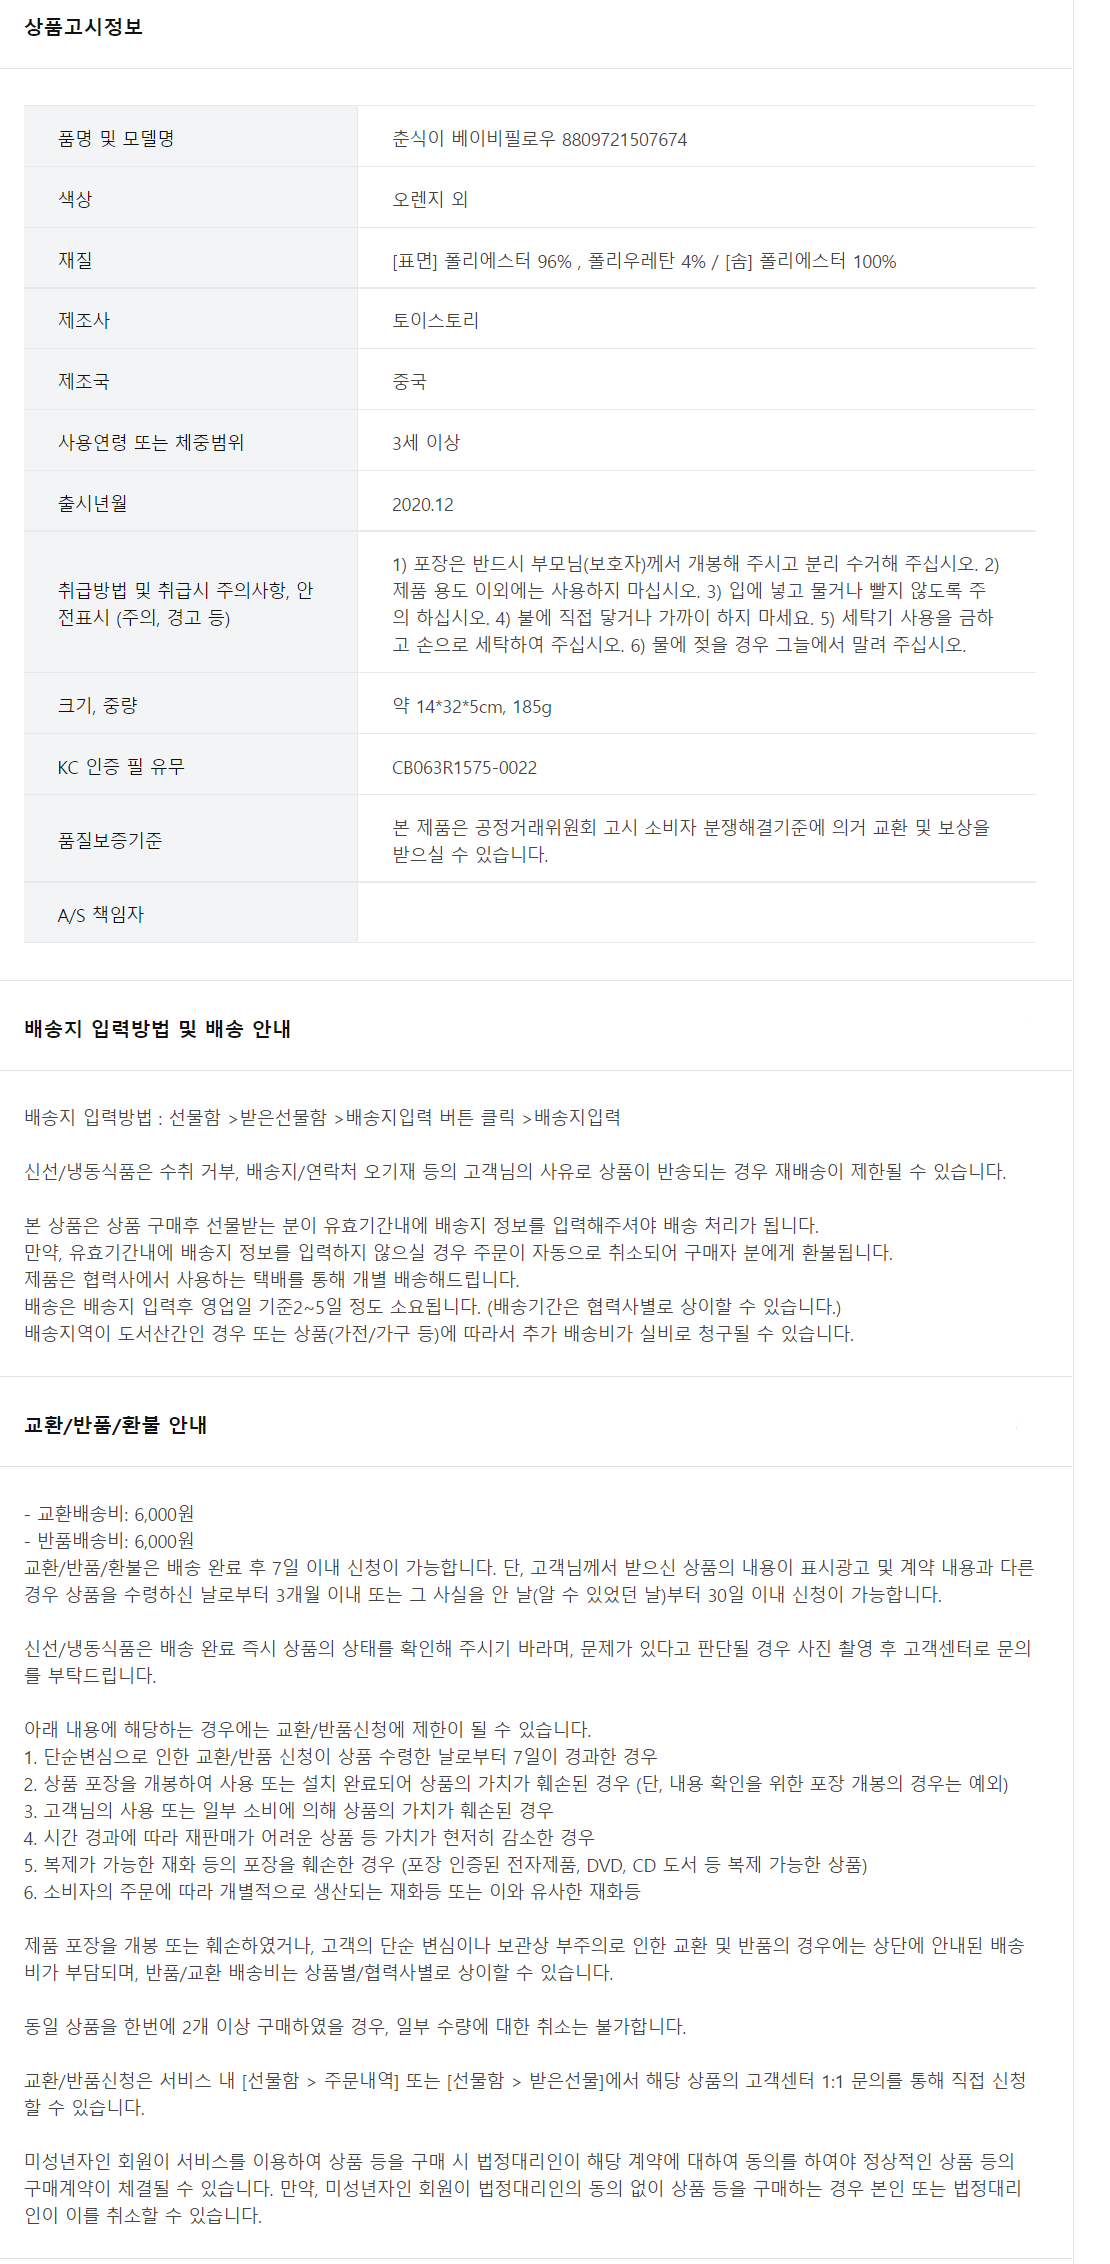 상품고시정보
품명 및 모델명
춘식이 베이비필로우 8809721507674
색상
오렌지 외
재질
[표면] 폴리에스터 96% , 폴리우레탄 4% / [솜] 폴리에스터 100%
제조사
토이스토리
제조국
중국
사용연령 또는 체중범위
3세 이상
출시년월
2020.12
취급방법 및 취급시 주의사항, 안
전표시 (주의, 경고 등)
1) 포장은 반드시 부모님(보호자)께서 개봉해 주시고 분리 수거해 주십시오. 2)
제품 용도 이외에는 사용하지 마십시오. 3) 입에 넣고 물거나 빨지 않도록 주
의 하십시오. 4) 불에 직접 닿거나 가까이 하지 마세요. 5) 세탁기 사용을 금하
고 손으로 세탁하여 주십시오. 6) 물에 젖을 경우 그늘에서 말려 주십시오.
크기, 중량
약 14*32*5cm, 185g
KC 인증 필 유무
CB063R1575-0022
품질보증기준
본 제품은 공정거래위원회 고시 소비자 분쟁해결기준에 의거 교환 및 보상을
받으실 수 있습니다.
A/S 책임자
배송지 입력방법 및 배송 안내
배송지 입력방법 : 선물함 >받은선물함 >배송지입력 버튼 클릭 >배송지입력
신선/냉동식품은 수취 거부, 배송지/연락처 오기재 등의 고객님의 사유로 상품이 반송되는 경우 재배송이 제한될 수 있습니다.
본 상품은 상품 구매후 선물받는 분이 유효기간내에 배송지 정보를 입력해주셔야 배송 처리가 됩니다.
만약, 유효기간내에 배송지 정보를 입력하지 않으실 경우 주문이 자동으로 취소되어 구매자 분에게 환불됩니다.
제품은 협력사에서 사용하는 택배를 통해 개별 배송해드립니다.
배송은 배송지 입력후 영업일 기준2~5일 정도 소요됩니다. (배송기간은 협력사별로 상이할 수 있습니다.)
배송지역이 도서산간인 경우 또는 상품(가전/가구 등)에 따라서 추가 배송비가 실비로 청구될 수 있습니다.
교환/반품/환불 안내
- 교환배송비: 6,000원
- 반품배송비: 6,000원
교환/반품/환불은 배송 완료 후 7일 이내 신청이 가능합니다. 단, 고객님께서 받으신 상품의 내용이 표시광고 및 계약 내용과 다른
경우 상품을 수령하신 날로부터 3개월 이내 또는 그 사실을 안 날(알 수 있었던 날)부터 30일 이내 신청이 가능합니다.
신선/냉동식품은 배송 완료 즉시 상품의 상태를 확인해 주시기 바라며, 문제가 있다고 판단될 경우 사진 촬영 후 고객센터로 문의
를 부탁드립니다.
아래 내용에 해당하는 경우에는 교환/반품신청에 제한이 될 수 있습니다.
1. 단순변심으로 인한 교환/반품 신청이 상품 수령한 날로부터 7일이 경과한 경우
2. 상품 포장을 개봉하여 사용 또는 설치 완료되어 상품의 가치가 훼손된 경우 (단, 내용 확인을 위한 포장 개봉의 경우는 예외)
3. 고객님의 사용 또는 일부 소비에 의해 상품의 가치가 훼손된 경우
4. 시간 경과에 따라 재판매가 어려운 상품 등 가치가 현저히 감소한 경우
5. 복제가 가능한 재화 등의 포장을 훼손한 경우 (포장 인증된 전자제품, DVD, CD 도서 등 복제 가능한 상품)
6. 소비자의 주문에 따라 개별적으로 생산되는 재화등 또는 이와 유사한 재화등
제품 포장을 개봉 또는 훼손하였거나, 고객의 단순 변심이나 보관상 부주의로 인한 교환 및 반품의 경우에는 상단에 안내된 배송
비가 부담되며, 반품/교환 배송비는 상품별/협력사별로 상이할 수 있습니다.
동일 상품을 한번에 2개 이상 구매하였을 경우, 일부 수량에 대한 취소는 불가합니다.
교환/반품신청은 서비스 내 [선물함 > 주문내역] 또는 [선물함 > 받은선물]에서 해당 상품의 고객센터 1:1 문의를 통해 직접 신청
할 수 있습니다.
미성년자인 회원이 서비스를 이용하여 상품 등을 구매 시 법정대리인이 해당 계약에 대하여 동의를 하여야 정상적인 상품 등의
구매계약이 체결될 수 있습니다. 만약, 미성년자인 회원이 법정대리인의 동의 없이 상품 등을 구매하는 경우 본인 또는 법정대리
인이 이를 취소할 수 있습니다.